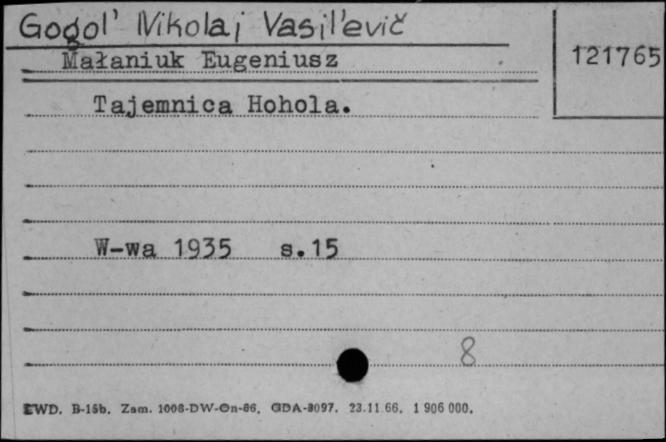 Gogol' Nikolaj Vasil'evič
Małaniuk Eugeniusz
121765
Tajemnica Hohola.
W-wa 1935 s.15
8
EWD. B-15b. Zam. 1008-DW-On-66. GDA-8097. 23.11.66. 1 906 000.